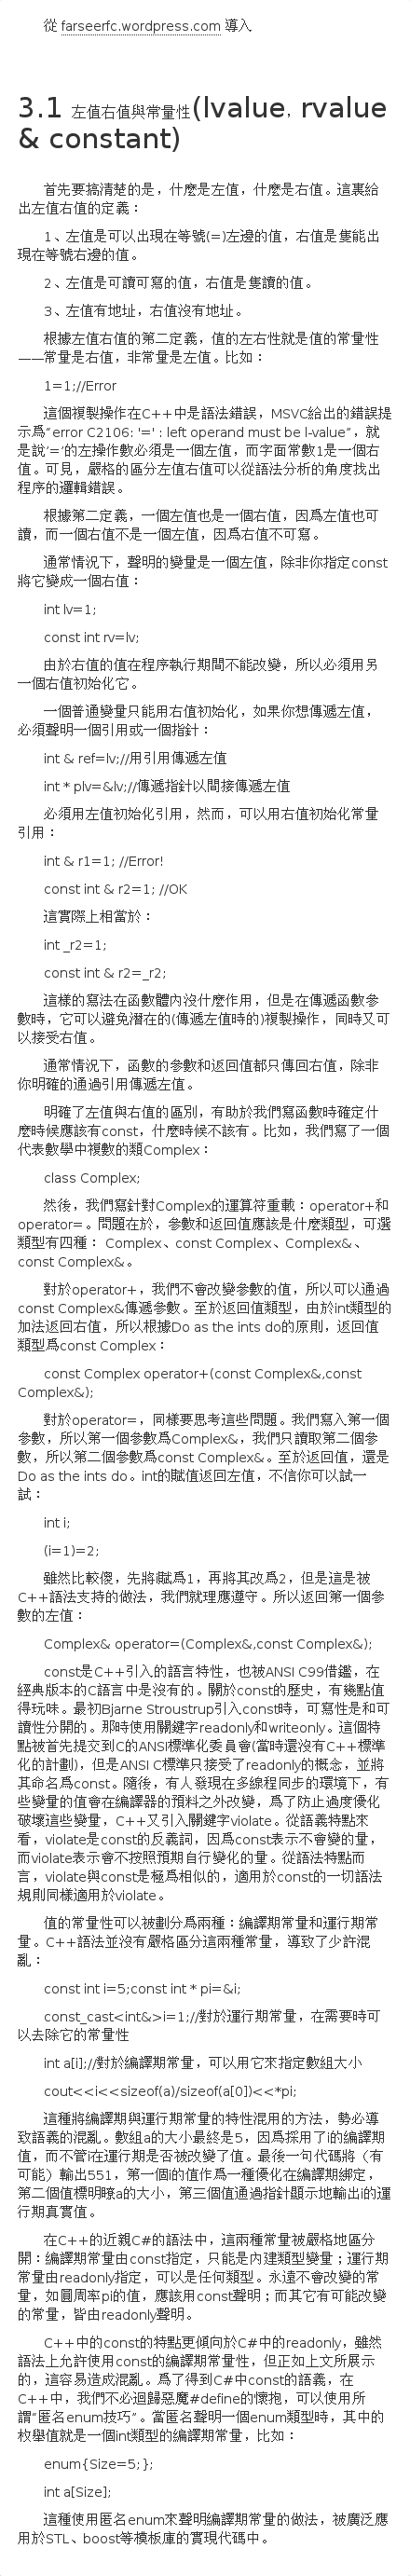 從 farseerfc.wordpress.com 導入
3.1 左值右值與常量性(lvalue，rvalue
& constant)
首先要搞清楚的是，什麼是左值，什麼是右值。這裏給
出左值右值的定義：
1、左值是可以出現在等號(=)左邊的值，右值是隻能出
現在等號右邊的值。
2、左值是可讀可寫的值，右值是隻讀的值。
3、左值有地址，右值沒有地址。
根據左值右值的第二定義，值的左右性就是值的常量性
——常量是右值，非常量是左值。比如：
1=1;//Error
這個複製操作在C++中是語法錯誤，MSVC給出的錯誤提
示爲“error C2106: '=' : left operand must be l-value”，就
是說‘=’的左操作數必須是一個左值，而字面常數1是一個右
值。可見，嚴格的區分左值右值可以從語法分析的角度找出
程序的邏輯錯誤。
根據第二定義，一個左值也是一個右值，因爲左值也可
讀，而一個右值不是一個左值，因爲右值不可寫。
通常情況下，聲明的變量是一個左值，除非你指定const
將它變成一個右值：
int lv=1;
const int rv=lv;
由於右值的值在程序執行期間不能改變，所以必須用另
一個右值初始化它。
一個普通變量只能用右值初始化，如果你想傳遞左值，
必須聲明一個引用或一個指針：
int & ref=lv;//用引用傳遞左值
int * plv=&lv;//傳遞指針以間接傳遞左值
必須用左值初始化引用，然而，可以用右值初始化常量
引用：
int & r1=1; //Error!
const int & r2=1; //OK
這實際上相當於：
int _r2=1;
const int & r2=_r2;
這樣的寫法在函數體內沒什麼作用，但是在傳遞函數參
數時，它可以避免潛在的(傳遞左值時的)複製操作，同時又可
以接受右值。
通常情況下，函數的參數和返回值都只傳回右值，除非
你明確的通過引用傳遞左值。
明確了左值與右值的區別，有助於我們寫函數時確定什
麼時候應該有const，什麼時候不該有。比如，我們寫了一個
代表數學中複數的類Complex：
class Complex;
然後，我們寫針對Complex的運算符重載：operator+和
operator=。問題在於，參數和返回值應該是什麼類型，可選
類型有四種： Complex、const Complex、Complex&、
const Complex&。
對於operator+，我們不會改變參數的值，所以可以通過
const Complex&傳遞參數。至於返回值類型，由於int類型的
加法返回右值，所以根據Do as the ints do的原則，返回值
類型爲const Complex：
const Complex operator+(const Complex&,const
Complex&);
對於operator=，同樣要思考這些問題。我們寫入第一個
參數，所以第一個參數爲Complex&，我們只讀取第二個參
數，所以第二個參數爲const Complex&。至於返回值，還是
Do as the ints do。int的賦值返回左值，不信你可以試一
試：
int i;
(i=1)=2;
雖然比較傻，先將i賦爲1，再將其改爲2，但是這是被
C++語法支持的做法，我們就理應遵守。所以返回第一個參
數的左值：
Complex& operator=(Complex&,const Complex&);
const是C++引入的語言特性，也被ANSI C99借鑑，在
經典版本的C語言中是沒有的。關於const的歷史，有幾點值
得玩味。最初Bjarne Stroustrup引入const時，可寫性是和可
讀性分開的。那時使用關鍵字readonly和writeonly。這個特
點被首先提交到C的ANSI標準化委員會(當時還沒有C++標準
化的計劃)，但是ANSI C標準只接受了readonly的概念，並將
其命名爲const。隨後，有人發現在多線程同步的環境下，有
些變量的值會在編譯器的預料之外改變，爲了防止過度優化
破壞這些變量，C++又引入關鍵字violate。從語義特點來
看，violate是const的反義詞，因爲const表示不會變的量，
而violate表示會不按照預期自行變化的量。從語法特點而
言，violate與const是極爲相似的，適用於const的一切語法
規則同樣適用於violate。
值的常量性可以被劃分爲兩種：編譯期常量和運行期常
量。C++語法並沒有嚴格區分這兩種常量，導致了少許混
亂：
const int i=5;const int * pi=&i;
const_cast<int&>i=1;//對於運行期常量，在需要時可
以去除它的常量性
int a[i];//對於編譯期常量，可以用它來指定數組大小
cout<<i<<sizeof(a)/sizeof(a[0])<<*pi;
這種將編譯期與運行期常量的特性混用的方法，勢必導
致語義的混亂。數組a的大小最終是5，因爲採用了i的編譯期
值，而不管i在運行期是否被改變了值。最後一句代碼將（有
可能）輸出551，第一個i的值作爲一種優化在編譯期綁定，
第二個值標明瞭a的大小，第三個值通過指針顯示地輸出i的運
行期真實值。
在C++的近親C#的語法中，這兩種常量被嚴格地區分
開：編譯期常量由const指定，只能是內建類型變量；運行期
常量由readonly指定，可以是任何類型。永遠不會改變的常
量，如圓周率pi的值，應該用const聲明；而其它有可能改變
的常量，皆由readonly聲明。
C++中的const的特點更傾向於C#中的readonly，雖然
語法上允許使用const的編譯期常量性，但正如上文所展示
的，這容易造成混亂。爲了得到C#中const的語義，在
C++中，我們不必迴歸惡魔#define的懷抱，可以使用所
謂“匿名enum技巧”。當匿名聲明一個enum類型時，其中的
枚舉值就是一個int類型的編譯期常量，比如：
enum{Size=5;};
int a[Size];
這種使用匿名enum來聲明編譯期常量的做法，被廣泛應
用於STL、boost等模板庫的實現代碼中。